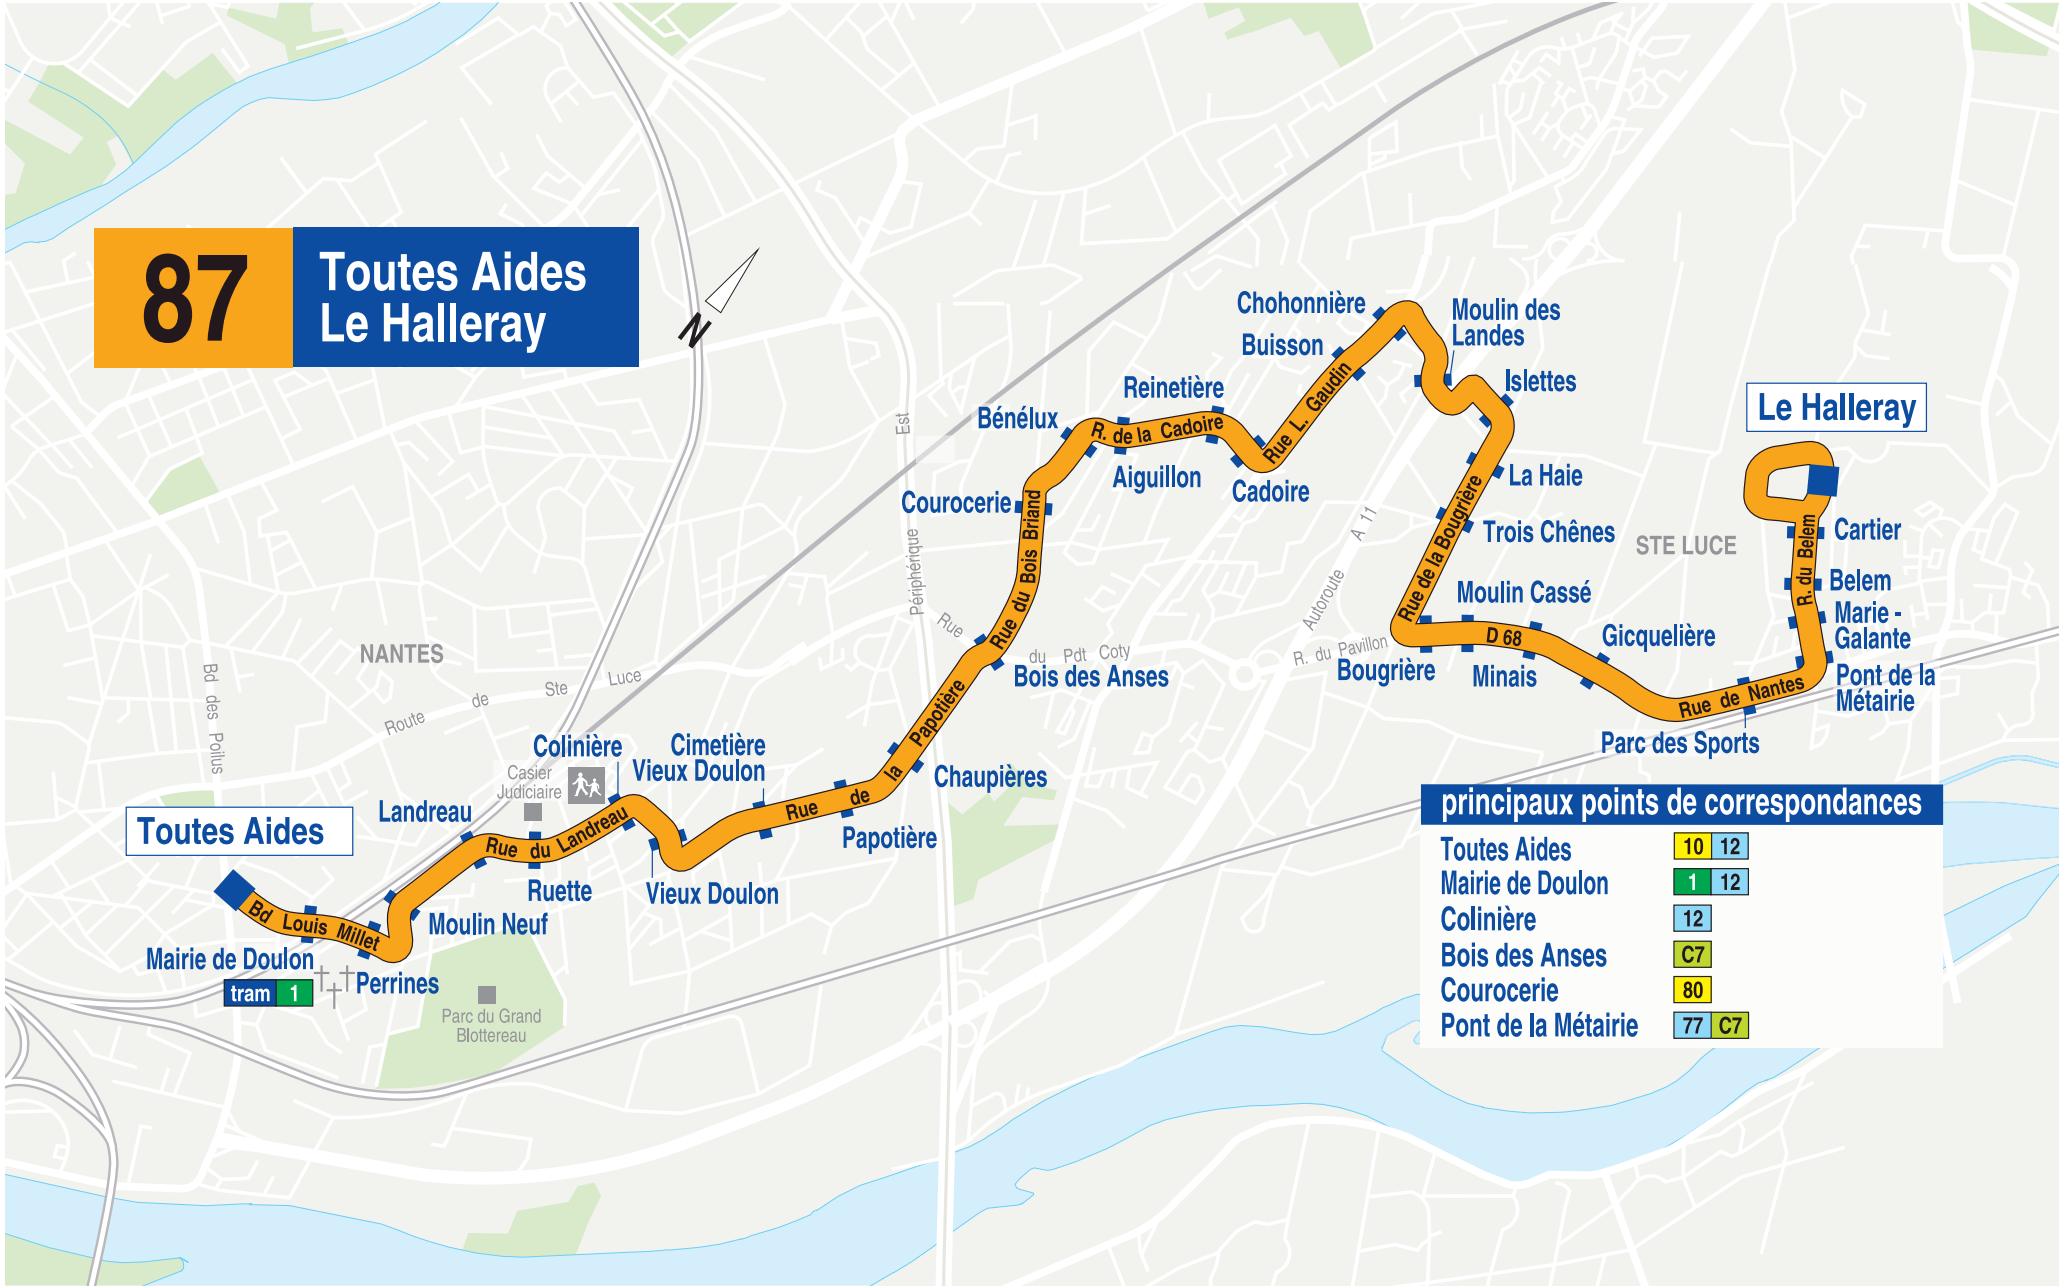 87
Toutes Aides
Le Halleray
N
Chohonnière
Moulin des
Landes
Buisson
Islettes
Reinetière
Bénélux
R. de la Cadoire
Rue L. Gaudin
Le Halleray
Est
Aiguillon
Cadoire
La Haie
Courocerie
Rue de la Bougrière
Trois Chênes
STE LUCE
Cartier
A 11
Autoroute
Périphérique
Rue du Bois Briand
R. du Belem
Belem
Moulin Cassé
Marie -
Galante
D 68
Gicquelière
Rue
du Pdt Coty
R. du Pavillon
NANTES
Bois des Anses
Bougrière
Minais
Pont de la
Métairie
Rue de Nantes
Route de Ste Luce
Bd des Poilus
Rue de la Papotière
Parc des Sports
Colinière
Cimetière
Vieux Doulon
Casier
Judiciaire
Chaupières
Landreau
Toutes Aides
Rue du Landreau
Papotière
Ruette
Vieux Doulon
Bd Louis Millet
Moulin Neuf
Mairie de Doulon
tram 1
Perrines
Parc du Grand
Blottereau
principaux points de correspondances
Toutes Aides 10 12
Mairie de Doulon 1 12
Colinière 12
Bois des Anses C7
Courocerie 80
Pont de la Métairie 77 C7